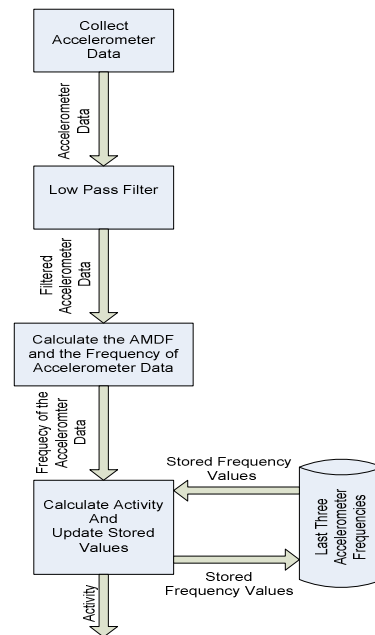 Collect
Accelerometer
Data
Accelerometer
Data
Low Pass Filter
Filtered
Accelerometer
Data
Calculate the AMDF
and the Frequency of
Accelerometer Data
Frequecy of the
Acceleromter
Data
Stored Frequency
Values
Calculate Activity
And
Update Stored
Values
Last Three
Accelerometer
Frequencies
Stored
Frequency Values
Activity